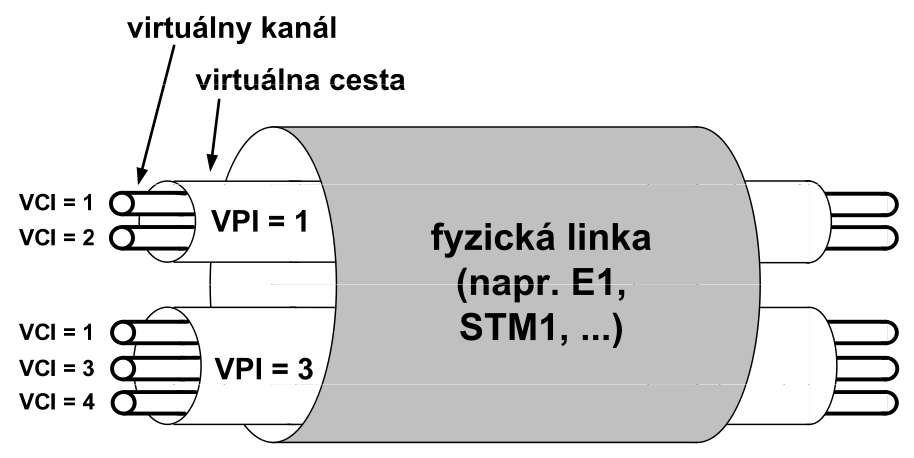 virtuálny kanál
virtuálna cesta
VCI = 1
VCI = 2
VPI = 1
fyzická linka
(napr. E1,
STM1, ...)
VCI = 1
VCI = 3
VCI = 4
VPI = 3